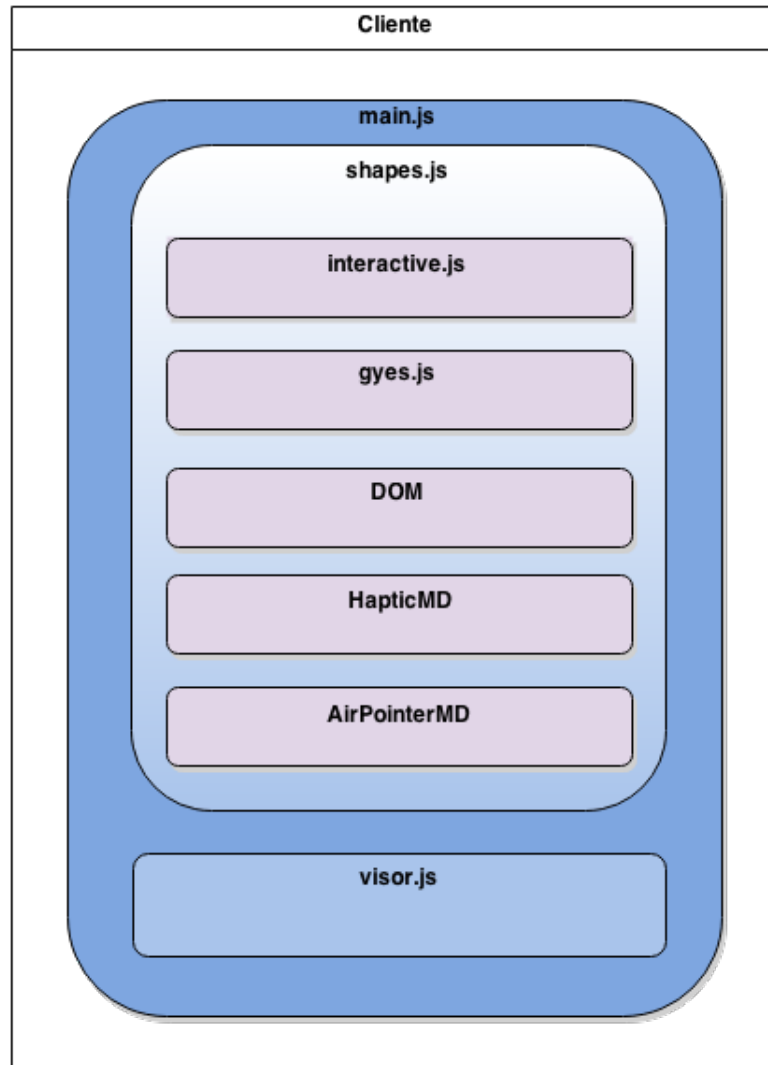 Cliente
main.js
shapes.js
interactive.js
gyes.js
DOM
HapticMD
AirPointerMD
visor.js